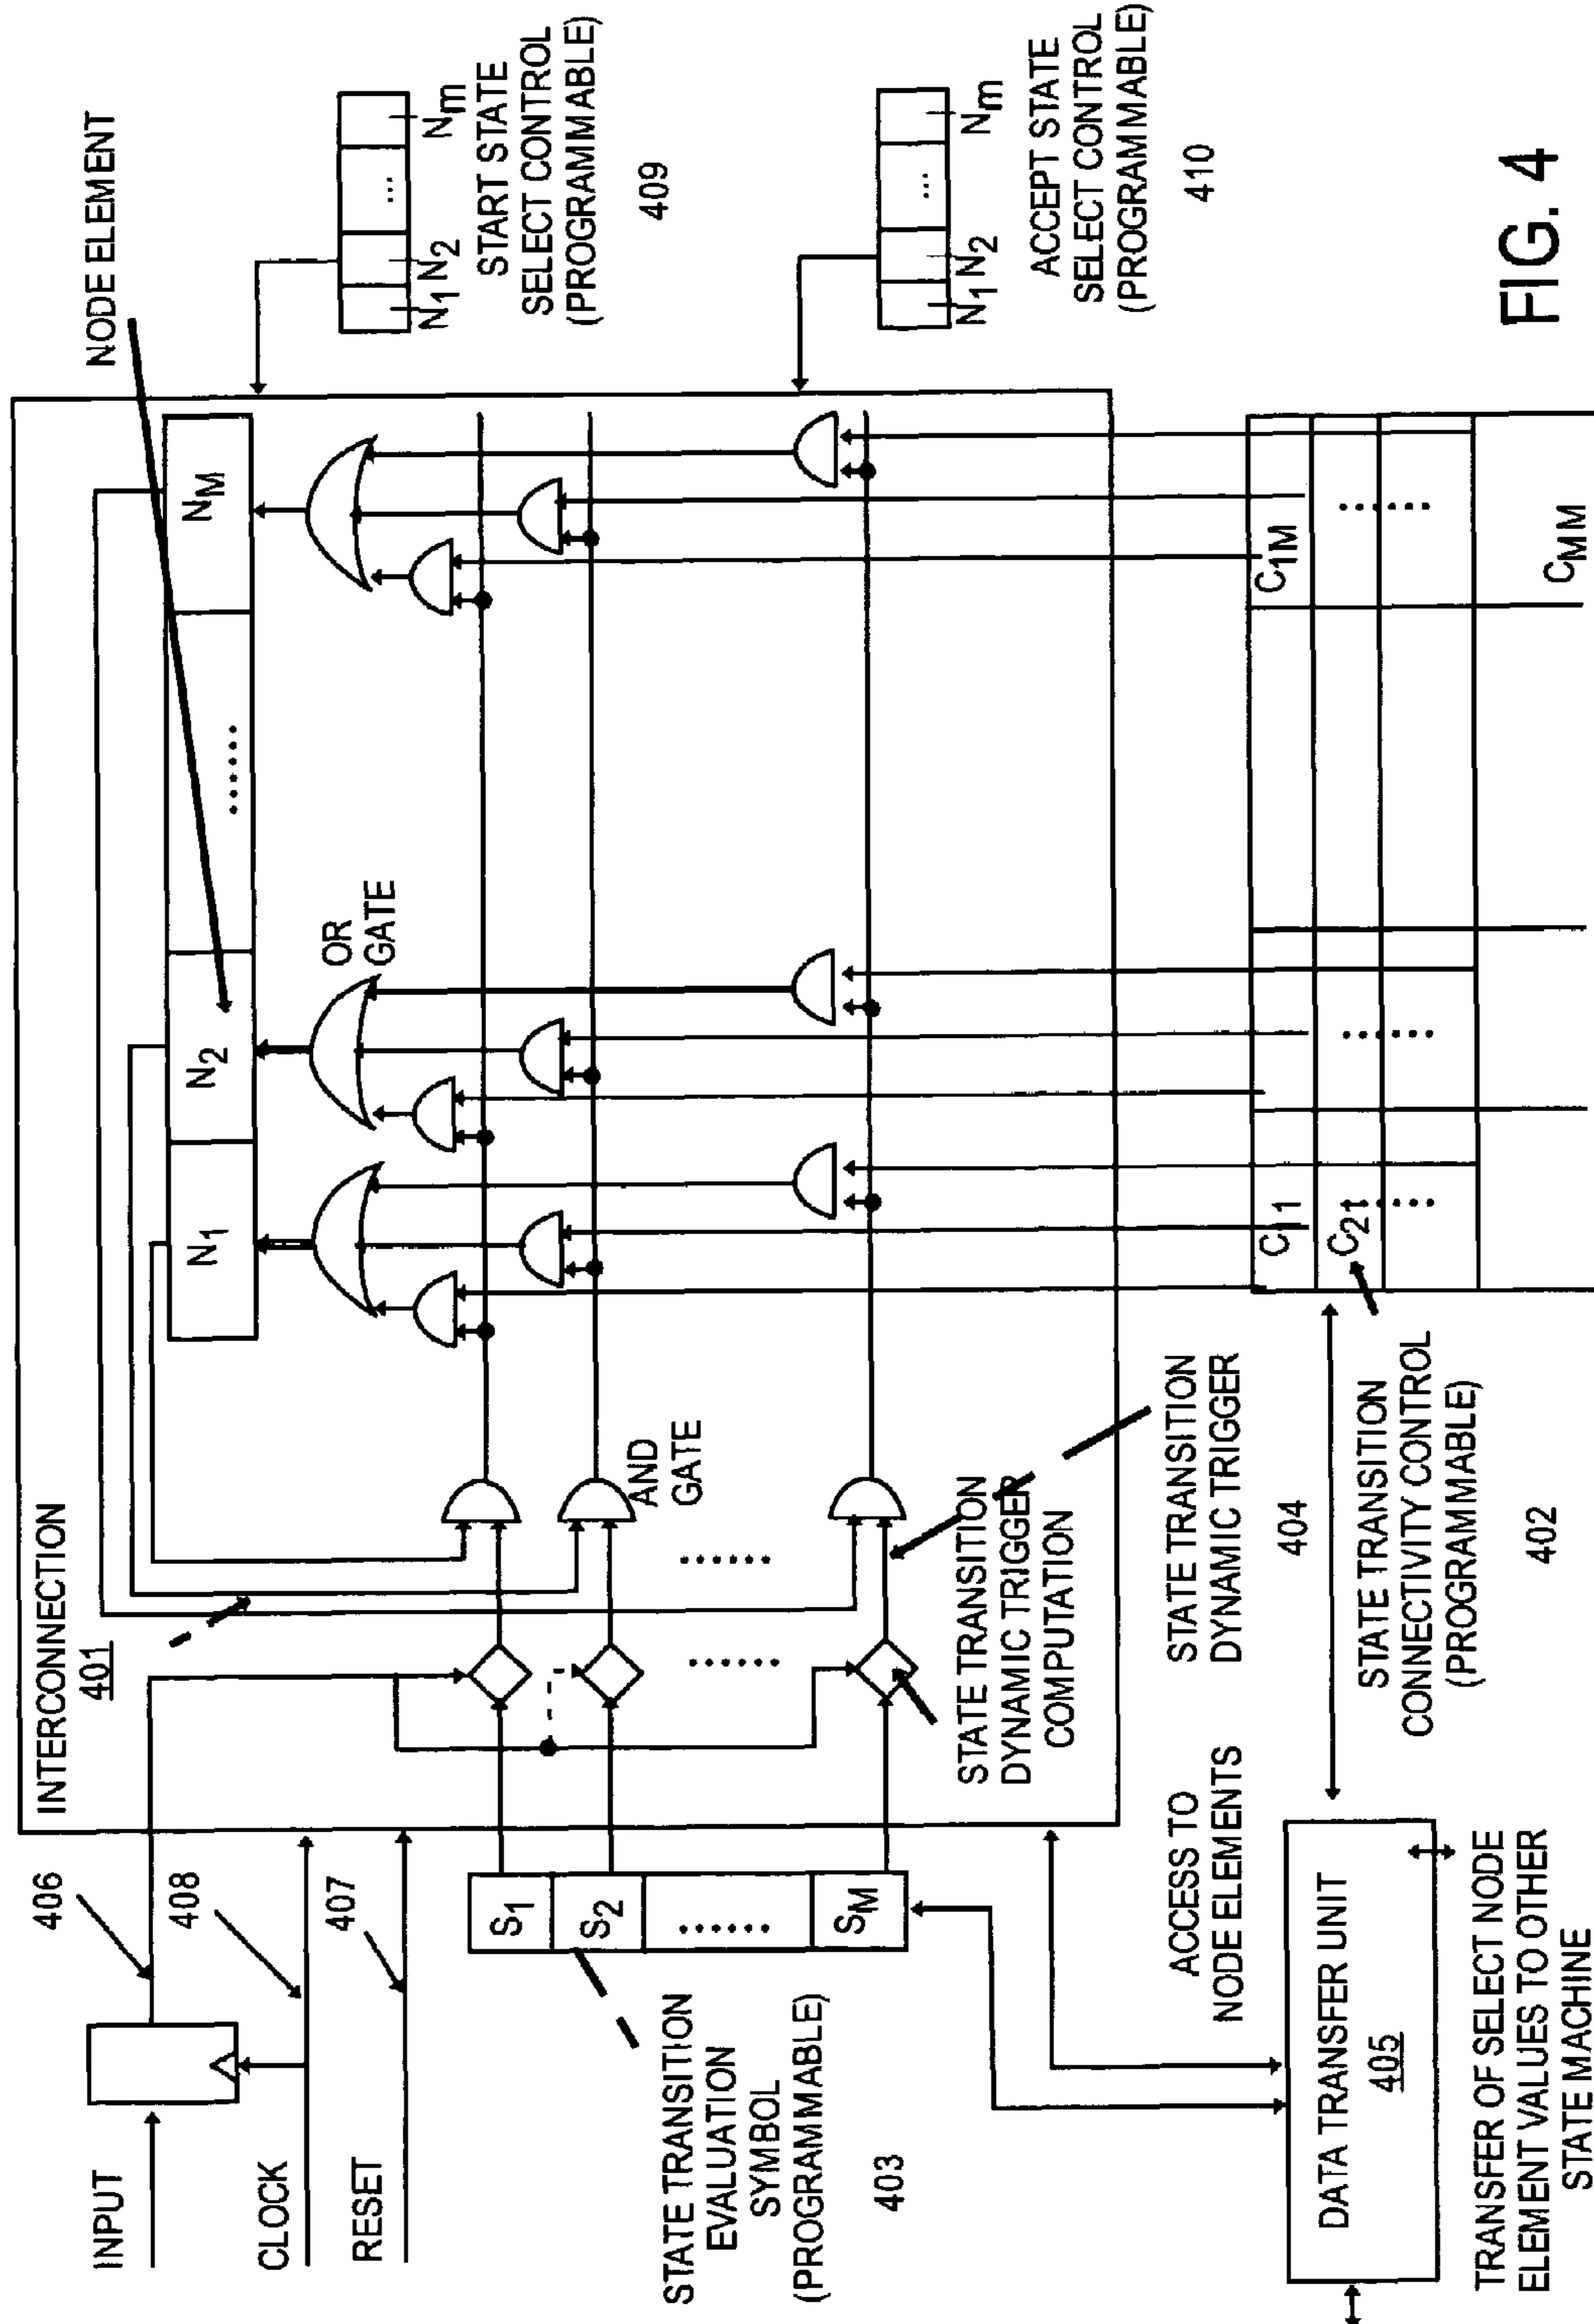 INPUT
CLOCK
RESET
406
408
407
STATE TRANSITION
EVALUATION
SYMBOL
(PROGRAMMABLE)
403
S1
S2
......
SM
INTERCONNECTION
401
......
......
AND
GATE
STATE TRANSITION
DYNAMIC TRIGGER
COMPUTATION
N1
N2
......
NM
OR
GATE
NODE ELEMENT
N1
N2
...
Nm
START STATE
SELECT CONTROL
(PROGRAMMABLE)
409
N1
N2
...
Nm
ACCEPT STATE
SELECT CONTROL
(PROGRAMMABLE)
410
ACCESS TO
NODE ELEMENTS
STATE TRANSITION
DYNAMIC TRIGGER
404
DATA TRANSFER UNIT
405
TRANSFER OF SELECT NODE
ELEMENT VALUES TO OTHER
STATE MACHINE
STATE TRANSITION
CONNECTIVITY CONTROL
(PROGRAMMABLE)
402
C11
C1M
C21
......
......
......
CMM
FIG. 4